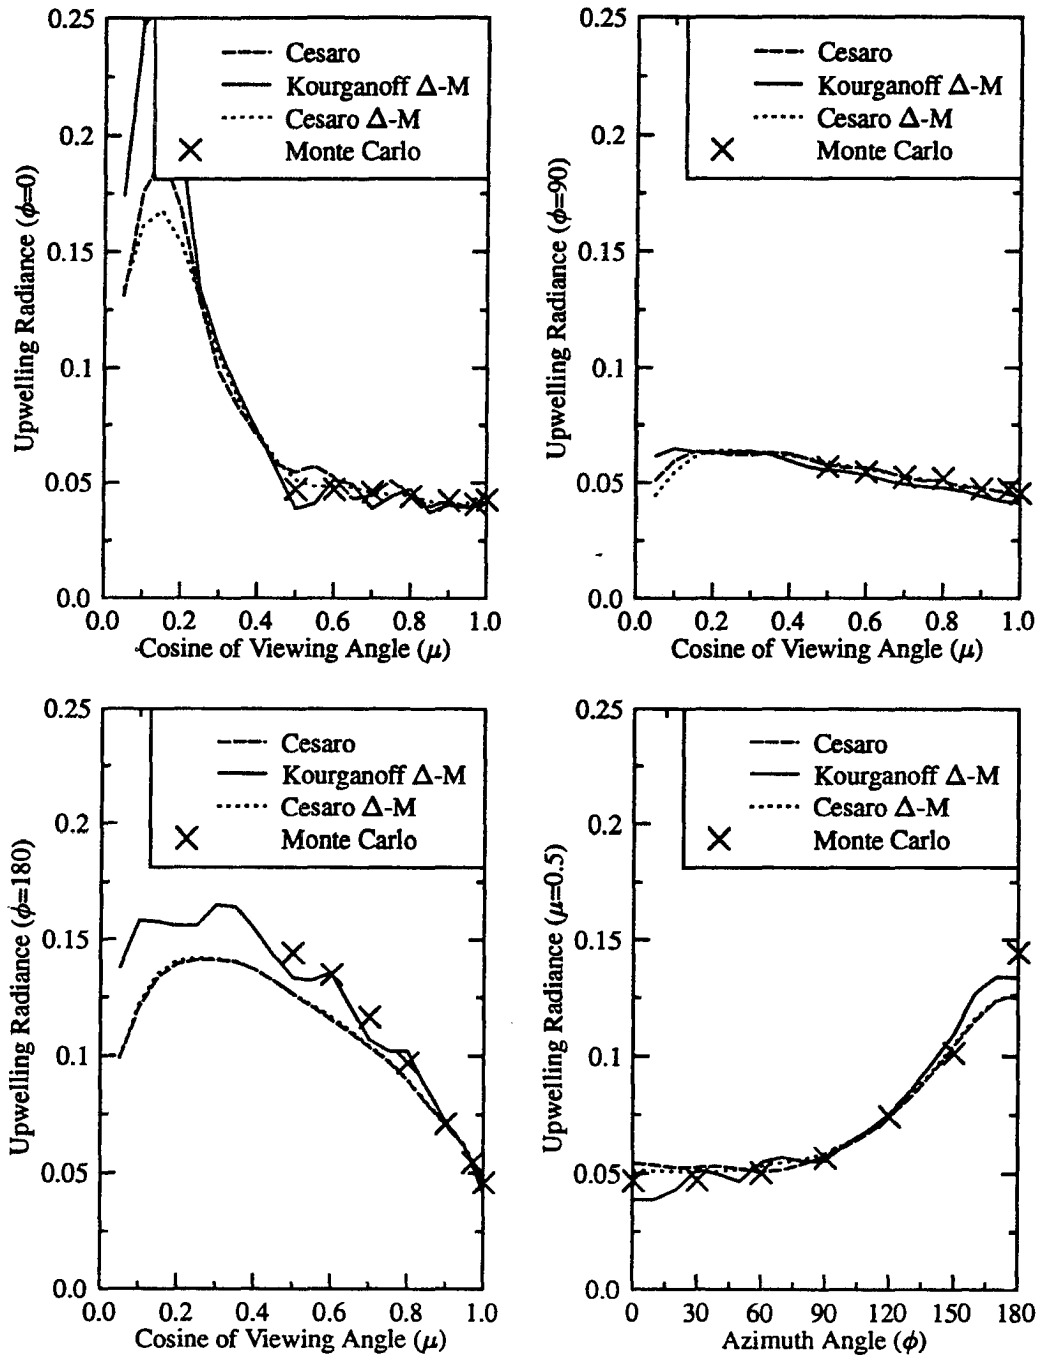 0.25
0.2
0.15
0.1
0.05
0.0
Upwelling Radiance (ϕ=0)
Cesaro
Kourganoff Δ-M
Cesaro Δ-M
Monte Carlo
0.0 0.2 0.4 0.6 0.8 1.0
Cosine of Viewing Angle (μ)
0.25
0.2
0.15
0.1
0.05
0.0
Upwelling Radiance (ϕ=90)
Cesaro
Kourganoff Δ-M
Cesaro Δ-M
Monte Carlo
0.0 0.2 0.4 0.6 0.8 1.0
Cosine of Viewing Angle (μ)
0.25
0.2
0.15
0.1
0.05
0.0
Upwelling Radiance (ϕ=180)
Cesaro
Kourganoff Δ-M
Cesaro Δ-M
Monte Carlo
0.0 0.2 0.4 0.6 0.8 1.0
Cosine of Viewing Angle (μ)
0.25
0.2
0.15
0.1
0.05
0.0
Upwelling Radiance (μ=0.5)
Cesaro
Kourganoff Δ-M
Cesaro Δ-M
Monte Carlo
0 30 60 90 120 150 180
Azimuth Angle (ϕ)